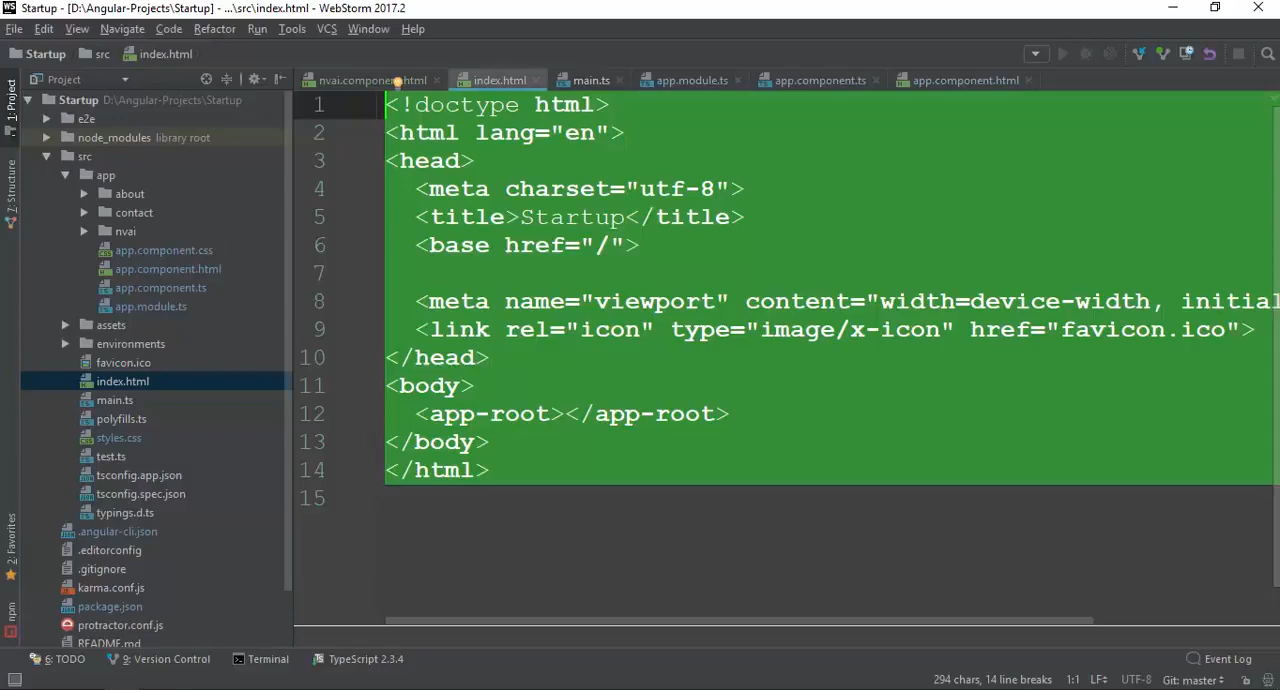 WS Startup - [D:\Angular-Projects\Startup] - ...\src\index.html - WebStorm 2017.2
File Edit View Navigate Code Refactor Run Tools VCS Window Help
Startup src index.html
Project
nvai.component.html index.html main.ts app.module.ts app.component.ts app.component.html
1: Project
7: Structure
2: Favorites
npm
Startup D:\Angular-Projects\Startup
e2e
node_modules library root
src
app
about
contact
nvai
app.component.css
app.component.html
app.component.ts
app.module.ts
assets
environments
favicon.ico
index.html
main.ts
polyfills.ts
styles.css
test.ts
tsconfig.app.json
tsconfig.spec.json
typings.d.ts
.angular-cli.json
.editorconfig
.gitignore
karma.conf.js
package.json
protractor.conf.js
README.md
1 <!doctype html>
2 <html lang="en">
3 <head>
4 <meta charset="utf-8">
5 <title>Startup</title>
6 <base href="/">
7
8 <meta name="viewport" content="width=device-width, initial
9 <link rel="icon" type="image/x-icon" href="favicon.ico">
10 </head>
11 <body>
12 <app-root></app-root>
13 </body>
14 </html>
15
6: TODO 9: Version Control Terminal TypeScript 2.3.4 Event Log
294 chars, 14 line breaks 1:1 LF UTF-8 Git: master